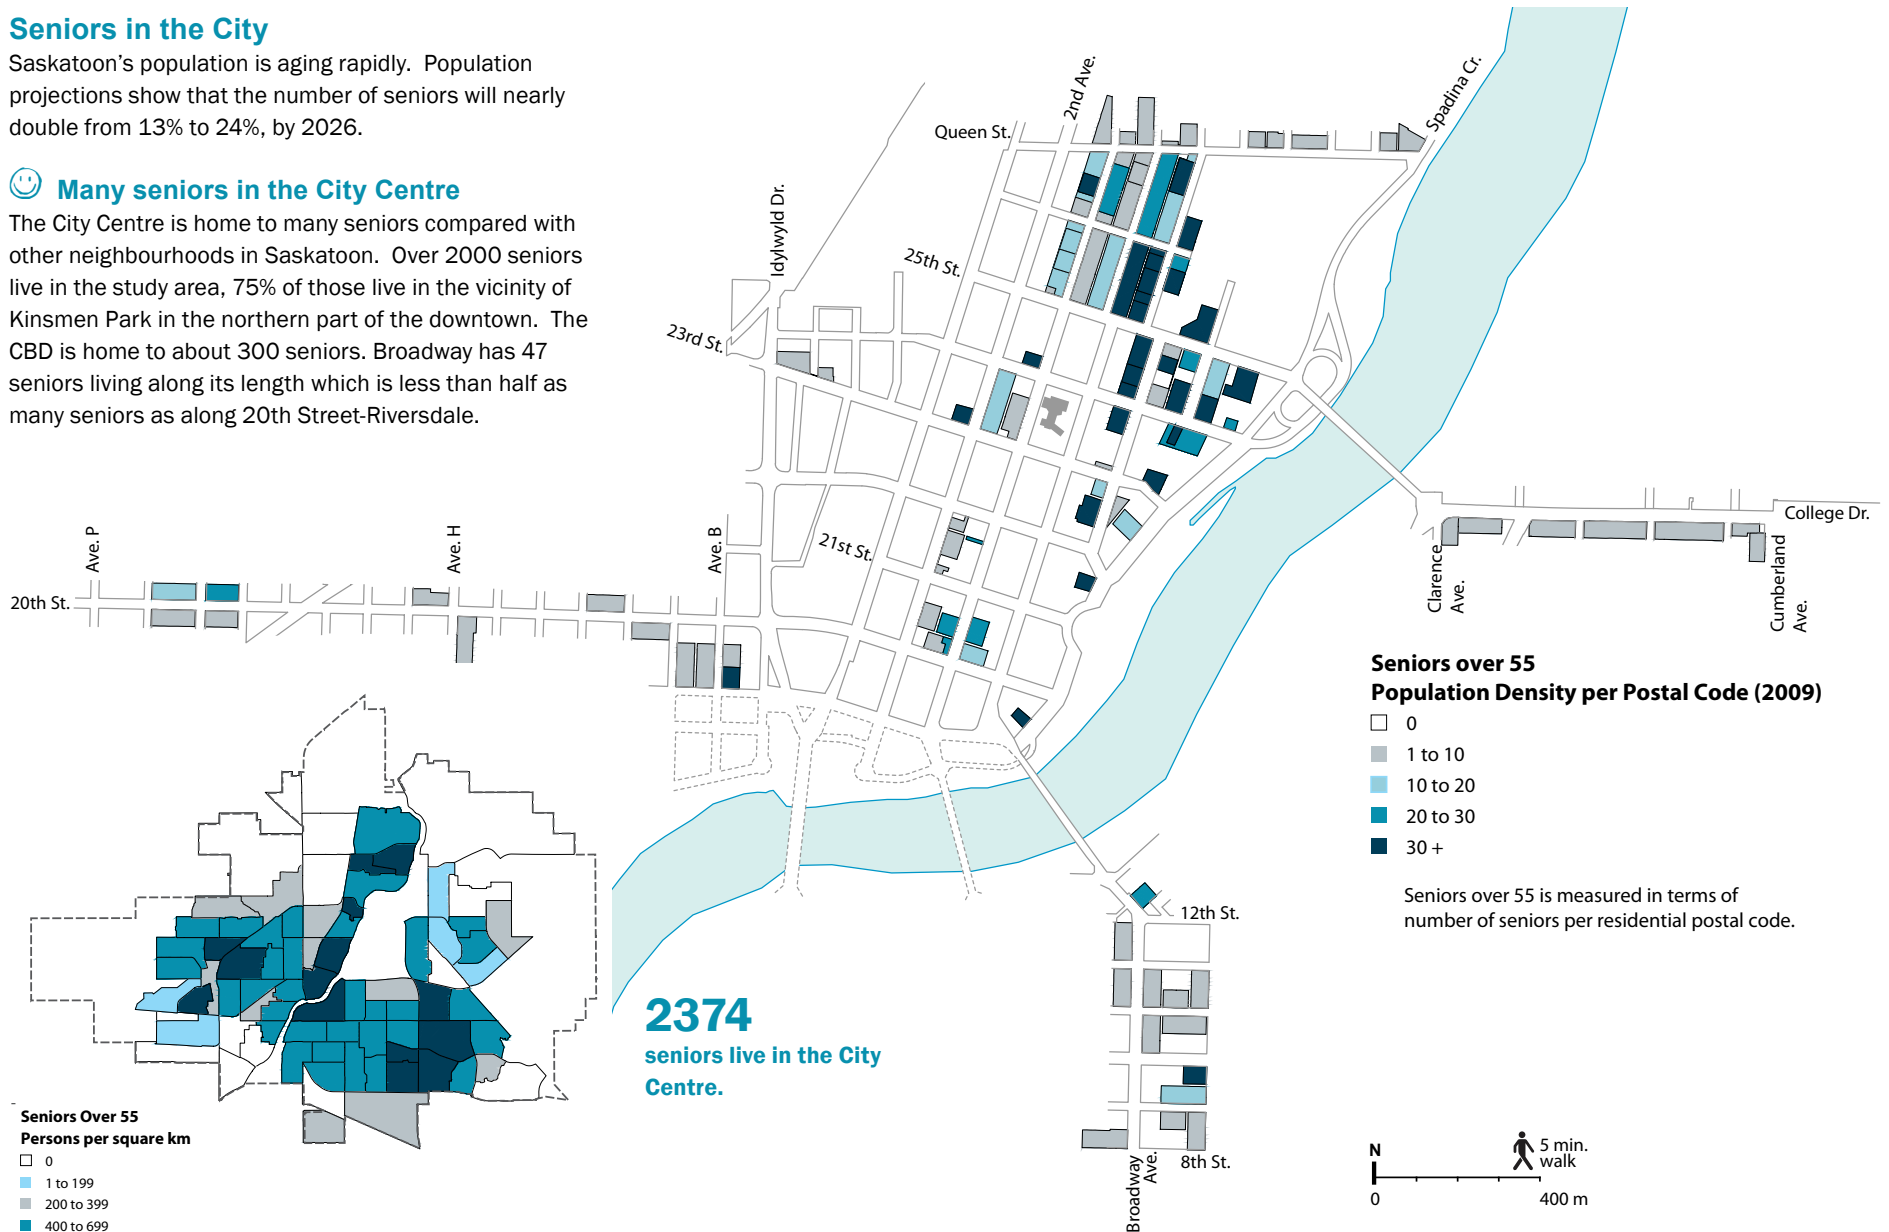 Seniors in the City
Saskatoon's population is aging rapidly.  Population
projections show that the number of seniors will nearly
double from 13% to 24%, by 2026.
Many seniors in the City Centre
The City Centre is home to many seniors compared with
other neighbourhoods in Saskatoon.  Over 2000 seniors
live in the study area, 75% of those live in the vicinity of
Kinsmen Park in the northern part of the downtown.  The
CBD is home to about 300 seniors. Broadway has 47
seniors living along its length which is less than half as
many seniors as along 20th Street-Riversdale.
2nd Ave.
Spadina Cr.
Queen St.
Idylwyld Dr.
25th St.
23rd St.
21st St.
Ave. P
Ave. H
Ave. B
20th St.
College Dr.
Clarence
Ave.
Cumberland
Ave.
Seniors over 55
Population Density per Postal Code (2009)
0
1 to 10
10 to 20
20 to 30
30 +
Seniors over 55 is measured in terms of
number of seniors per residential postal code.
12th St.
2374
seniors live in the City
Centre.
Broadway
Ave.
8th St.
Seniors Over 55
Persons per square km
0
1 to 199
200 to 399
400 to 699
N
5 min.
walk
0
400 m